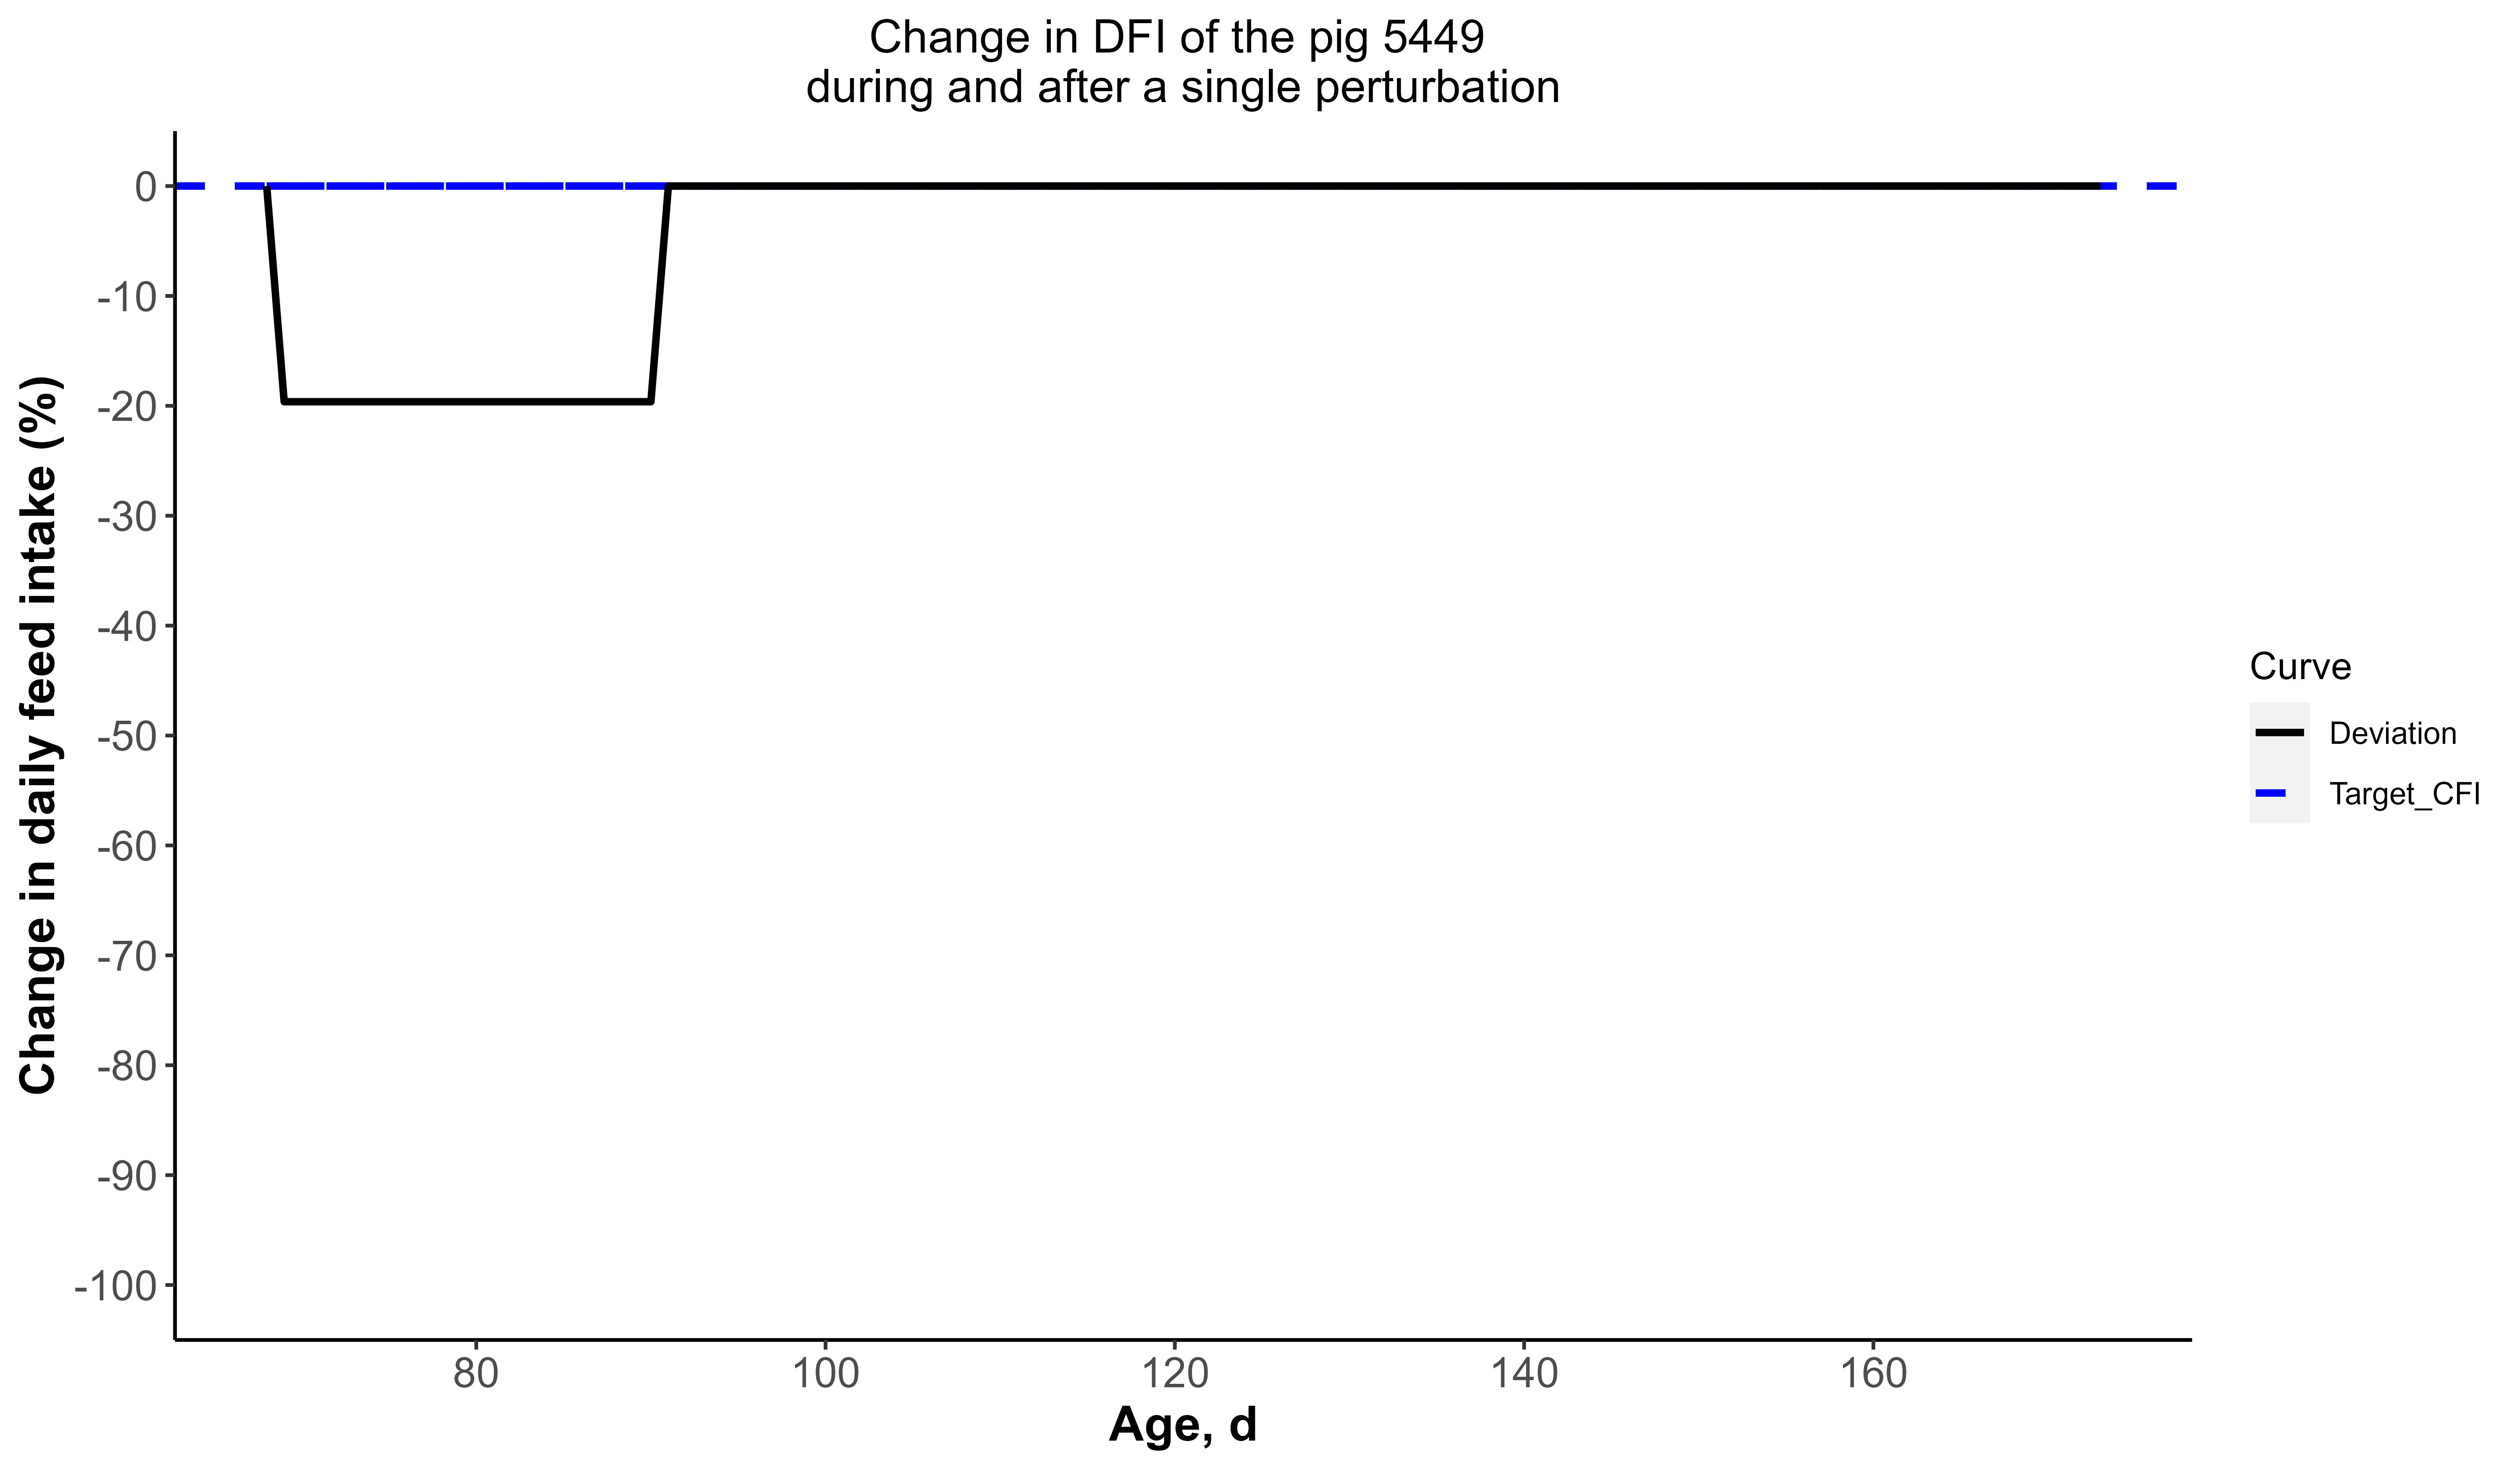 Change in DFI of the pig 5449
during and after a single perturbation
Change in daily feed intake (%)
0
-10
-20
-30
-40
-50
-60
-70
-80
-90
-100
80
100
120
140
160
Age, d
Curve
Deviation
Target_CFI